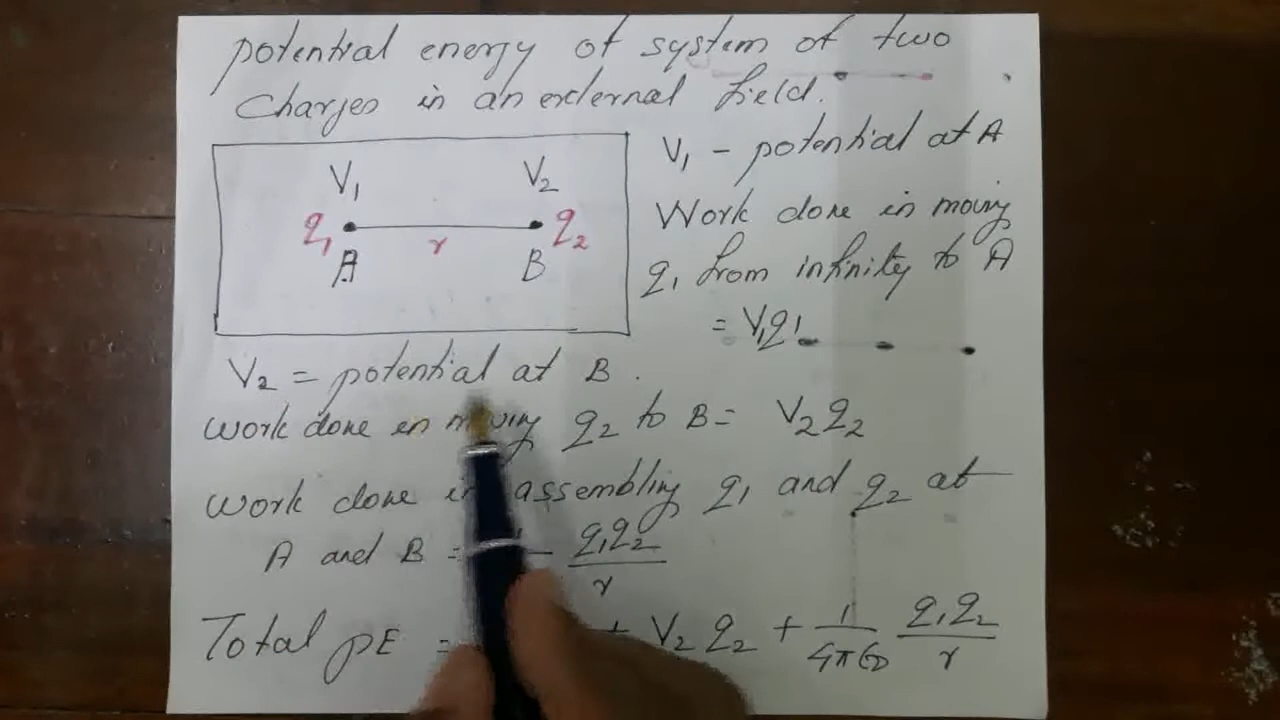 potential energy of system of two
Charges in an external field.
V₁ V₂
q₁ r q₂
A B
V₁ - potential at A
Work done in moving
q₁ from infinity to A
= V₁q₁
V₂ = potential at B.
Work done in moving q₂ to B = V₂q₂
Work done in assembling q₁ and q₂ at
A and B = q₁q₂/r
Total PE = + V₂q₂ + 1/4πϵ₀ q₁q₂/r